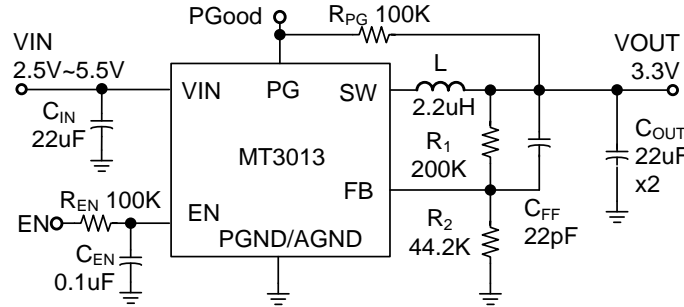 PGood
RPG 100K
VIN
2.5V~5.5V
VOUT
3.3V
L
2.2uH
VIN
PG
SW
CIN
22uF
MT3013
R1
200K
COUT
22uF
x2
FB
REN 100K
EN
EN
PGND/AGND
R2
44.2K
CFF
22pF
CEN
0.1uF